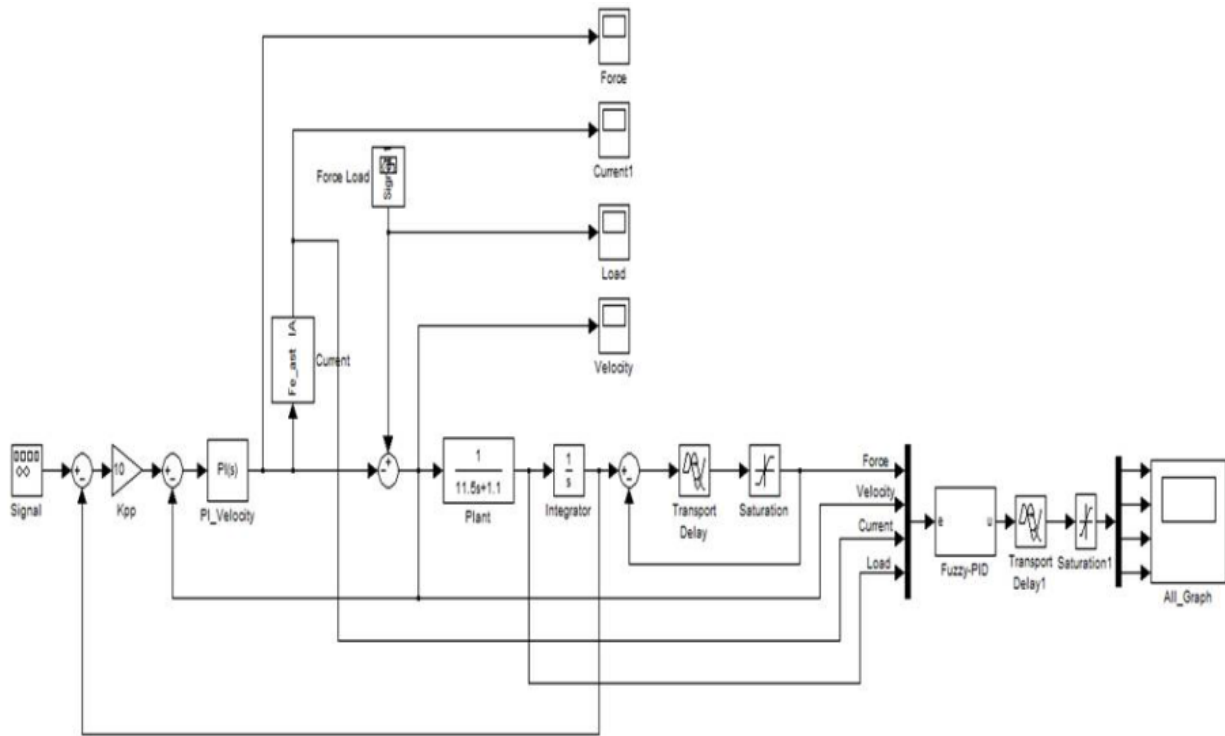 Force
Current1
Force Load
Load
Fe_ast IA
Current
Velocity
Signal
10
Kpp
PI(s)
PI_Velocity
1
11.5s+1.1
Plant
1
s
Integrator
Transport
Delay
Saturation
Force
Velocity
Current
Load
e u
Fuzzy-PID
Transport
Delay1
Saturation1
All_Graph